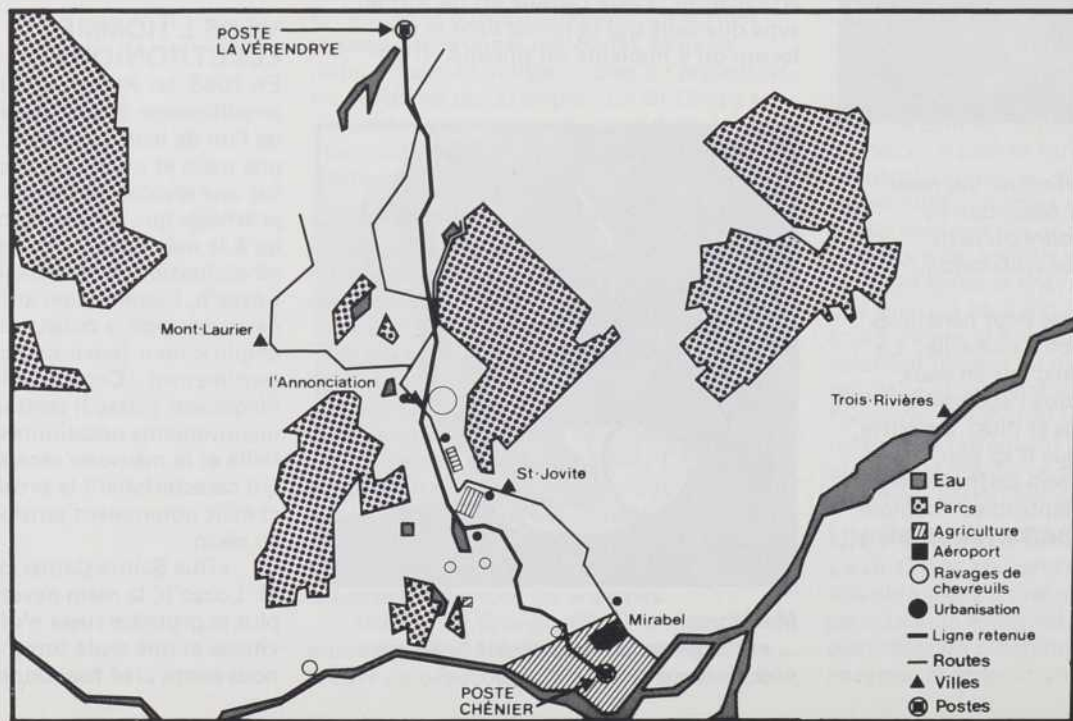 POSTE
LA VÉRENDRYE
Mont-Laurier
l'Annonciation
Trois-Rivières
St-Jovite
Mirabel
POSTE
CHÉNIER
Eau
Parcs
Agriculture
Aéroport
Ravages de
chevreuils
Urbanisation
Ligne retenue
Routes
Villes
Postes